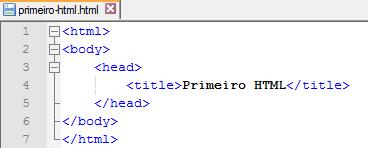 primeiro-html.html
1 <html>
2 <body>
3 <head>
4 <title>Primeiro HTML</title>
5 </head>
6 </body>
7 </html>